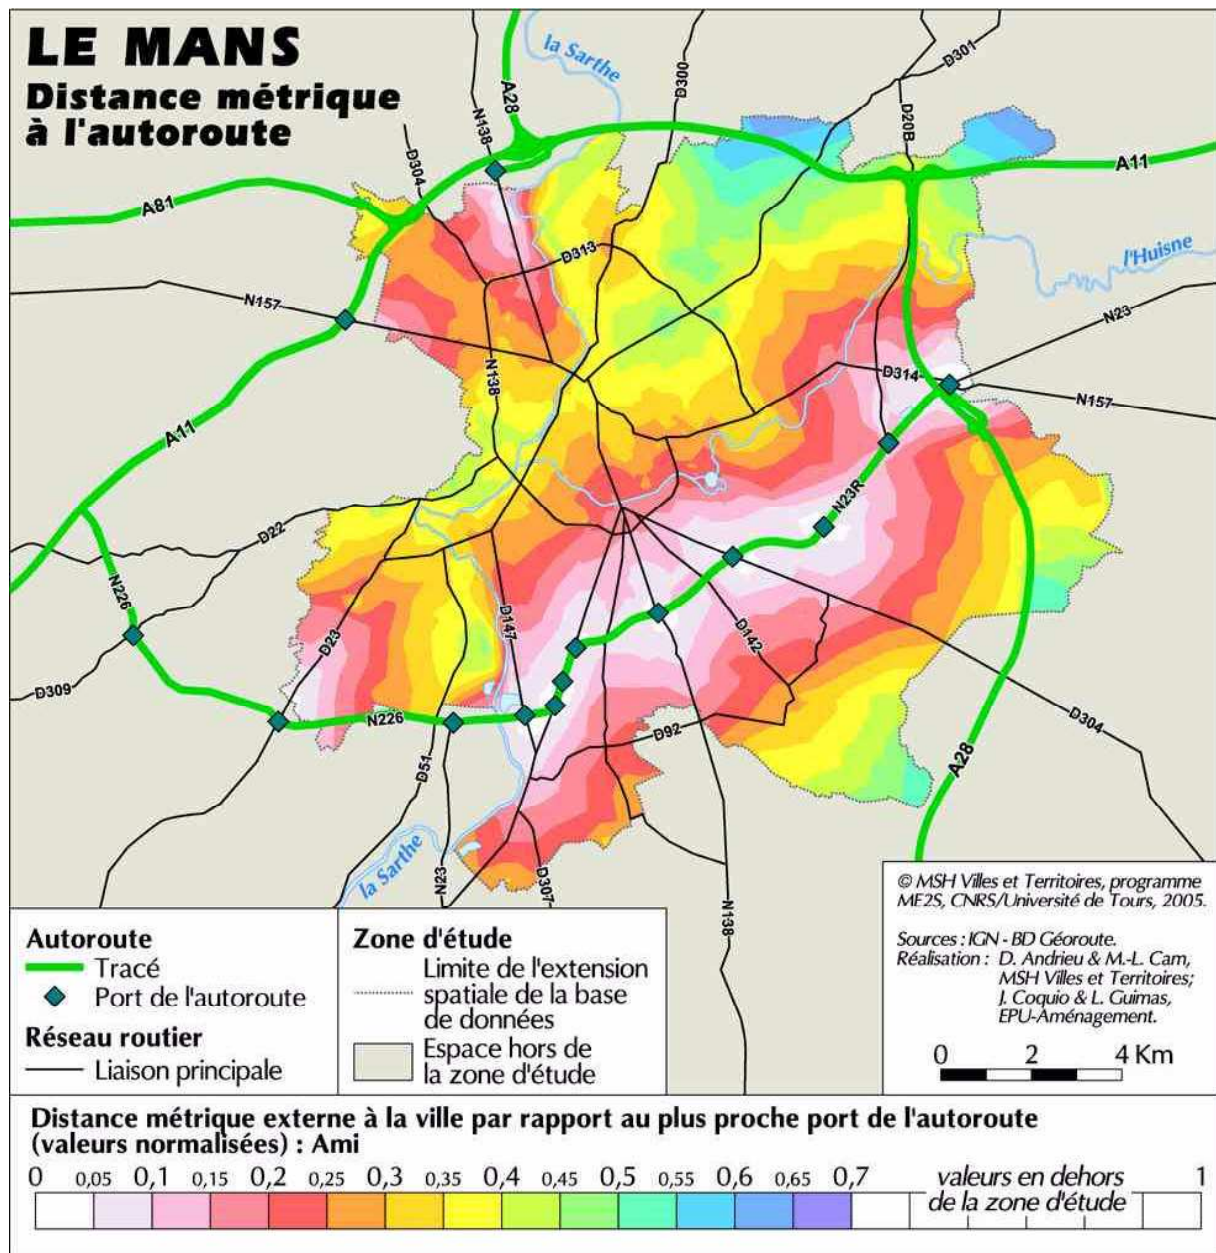 LE MANS
Distance métrique
à l'autoroute
la Sarthe
D301
D300
A28
N138
D20B
D304
A11
A81
D313
l'Huisne
N157
N23
N138
D314
N157
A11
N23R
D22
N226
D147
D23
D142
D309
N226
D92
D304
A28
D51
la Sarthe
N23
D307
N138
© MSH Villes et Territoires, programme
ME2S, CNRS/Université de Tours, 2005.
Sources : IGN - BD Géoroute.
Réalisation : D. Andrieu & M.-L. Cam,
MSH Villes et Territoires;
J. Coquio & L. Guimas,
EPU-Aménagement.
0 2 4 Km
Autoroute
Tracé
Port de l'autoroute
Réseau routier
Liaison principale
Zone d'étude
Limite de l'extension
spatiale de la base
de données
Espace hors de
la zone d'étude
Distance métrique externe à la ville par rapport au plus proche port de l'autoroute
(valeurs normalisées) : Ami
0 0,05 0,1 0,15 0,2 0,25 0,3 0,35 0,4 0,45 0,5 0,55 0,6 0,65 0,7 valeurs en dehors 1
de la zone d'étude